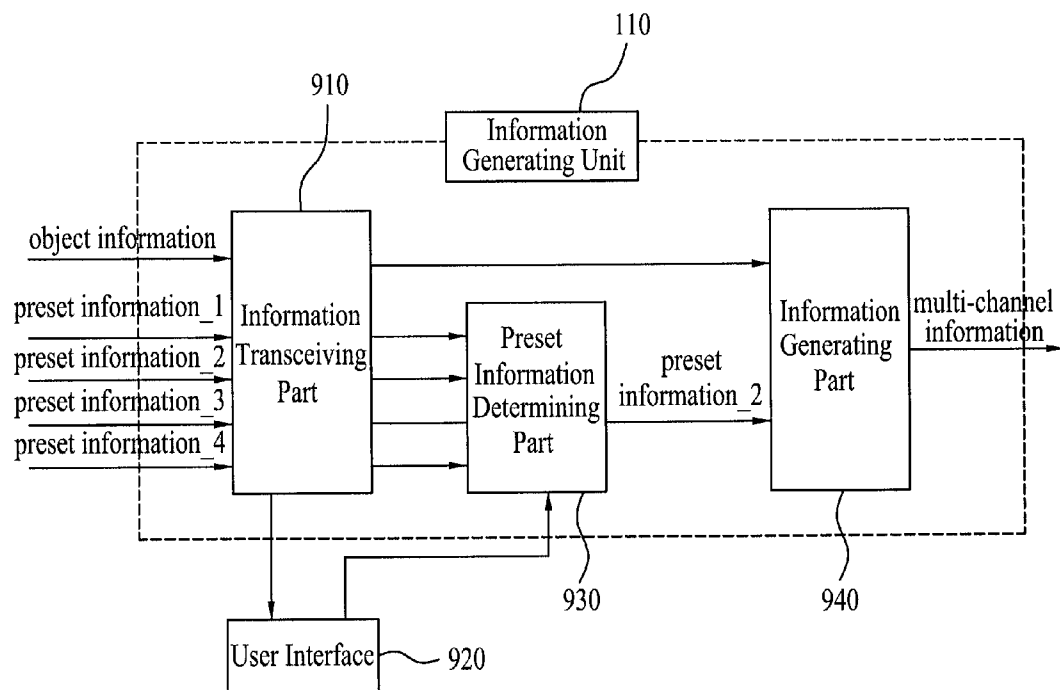 110
910
Information
Generating Unit
object information
preset information_1
preset information_2
preset information_3
preset information_4
Information
Transceiving
Part
Preset
Information
Determining
Part
preset
information_2
Information
Generating
Part
multi-channel
information
930
940
User Interface
920